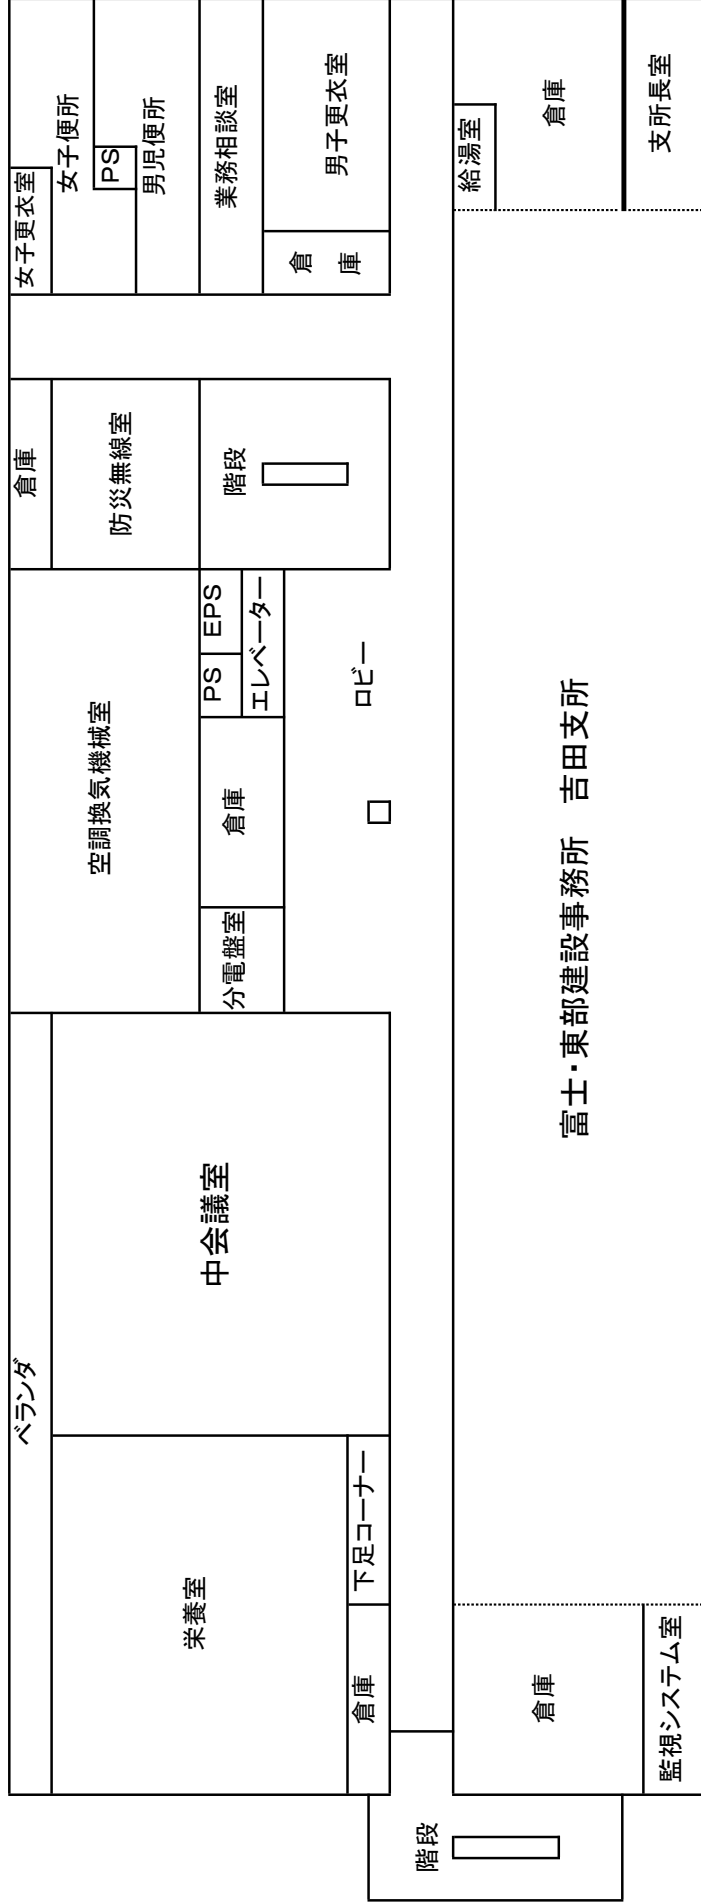 ベランダ
倉庫
女子更衣室
女子便所
PS
男児便所
空調換気機械室
防災無線室
栄養室
中会議室
分電盤室
倉庫
PS
EPS
エレベーター
階段
業務相談室
倉庫
男子更衣室
倉庫
下足コーナー
ロビー
階段
給湯室
倉庫
富士・東部建設事務所 吉田支所
倉庫
監視システム室
支所長室